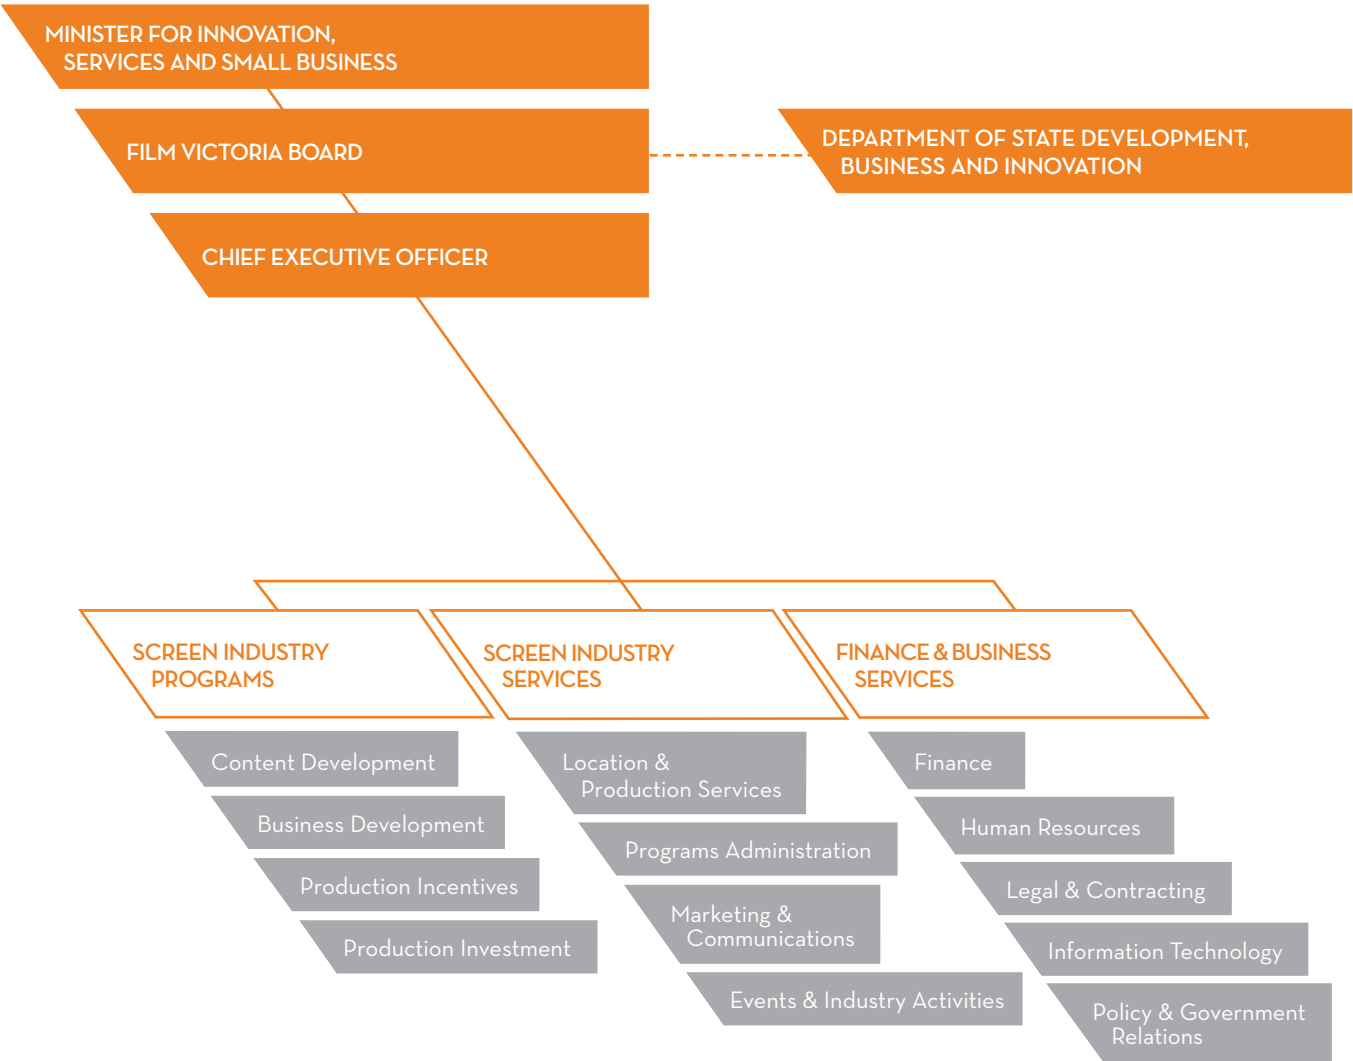 MINISTER FOR INNOVATION,
SERVICES AND SMALL BUSINESS
FILM VICTORIA BOARD
DEPARTMENT OF STATE DEVELOPMENT,
BUSINESS AND INNOVATION
CHIEF EXECUTIVE OFFICER
SCREEN INDUSTRY
PROGRAMS
Content Development
Business Development
Production Incentives
Production Investment
SCREEN INDUSTRY
SERVICES
Location &
Production Services
Programs Administration
Marketing &
Communications
Events & Industry Activities
FINANCE & BUSINESS
SERVICES
Finance
Human Resources
Legal & Contracting
Information Technology
Policy & Government
Relations